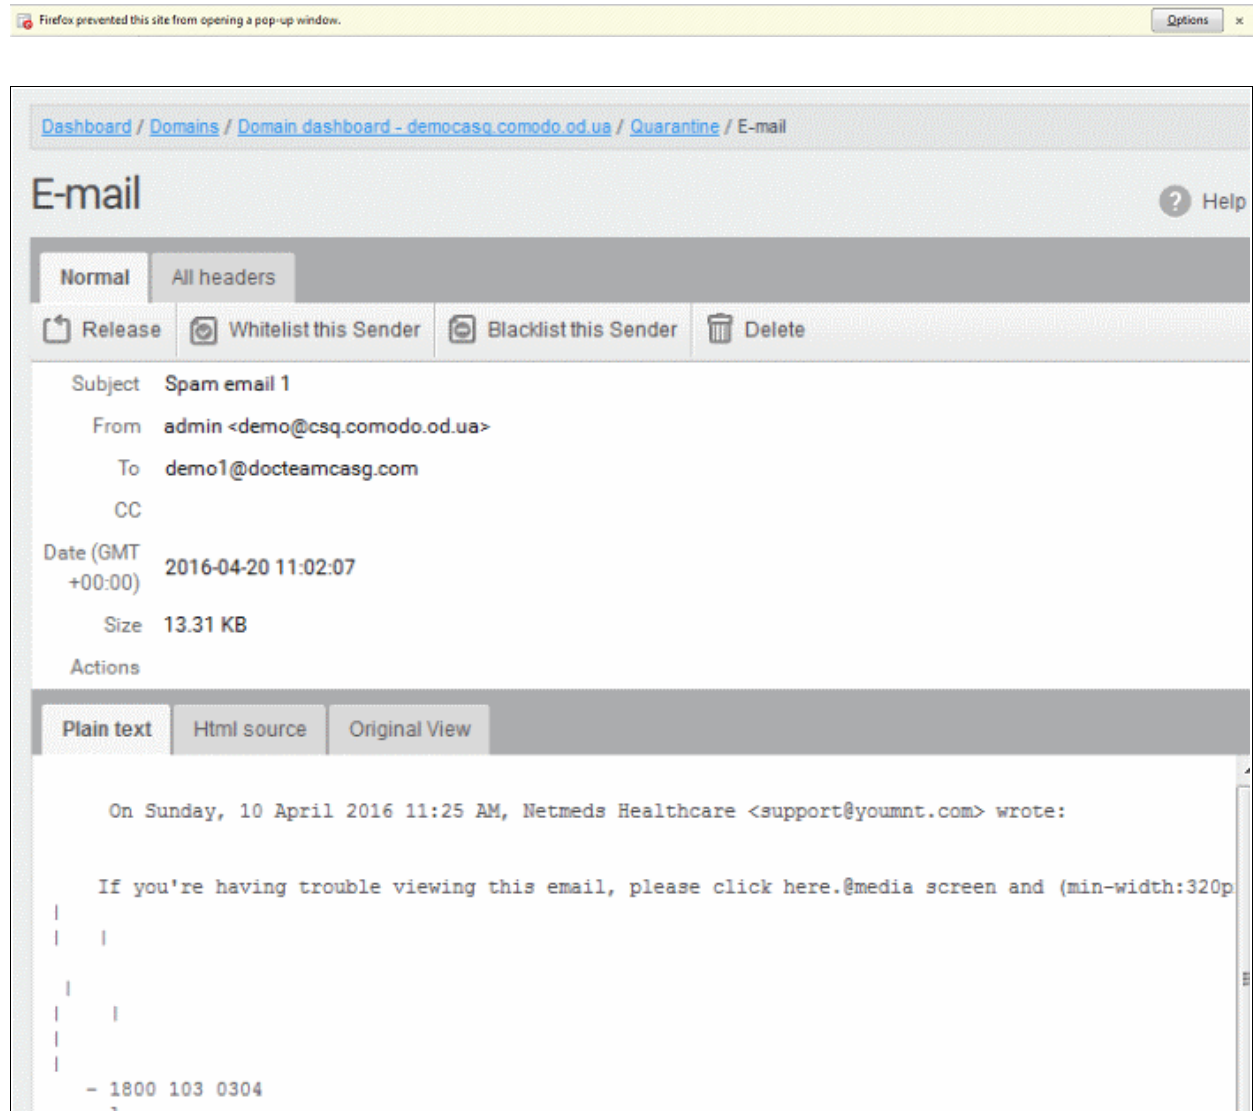 Firefox prevented this site from opening a pop-up window.
Options
x
Dashboard / Domains / Domain dashboard - democasq.comodo.od.ua / Quarantine / E-mail
E-mail
? Help
Normal
All headers
Release
Whitelist this Sender
Blacklist this Sender
Delete
Subject Spam email 1
From admin <demo@csq.comodo.od.ua>
To demo1@docteamcasg.com
CC
Date (GMT
+00:00)
2016-04-20 11:02:07
Size 13.31 KB
Actions
Plain text
Html source
Original View
On Sunday, 10 April 2016 11:25 AM, Netmeds Healthcare <support@youmnt.com> wrote:
If you're having trouble viewing this email, please click here.@media screen and (min-width:320p
|
| |
|
| |
|
|
- 1800 103 0304